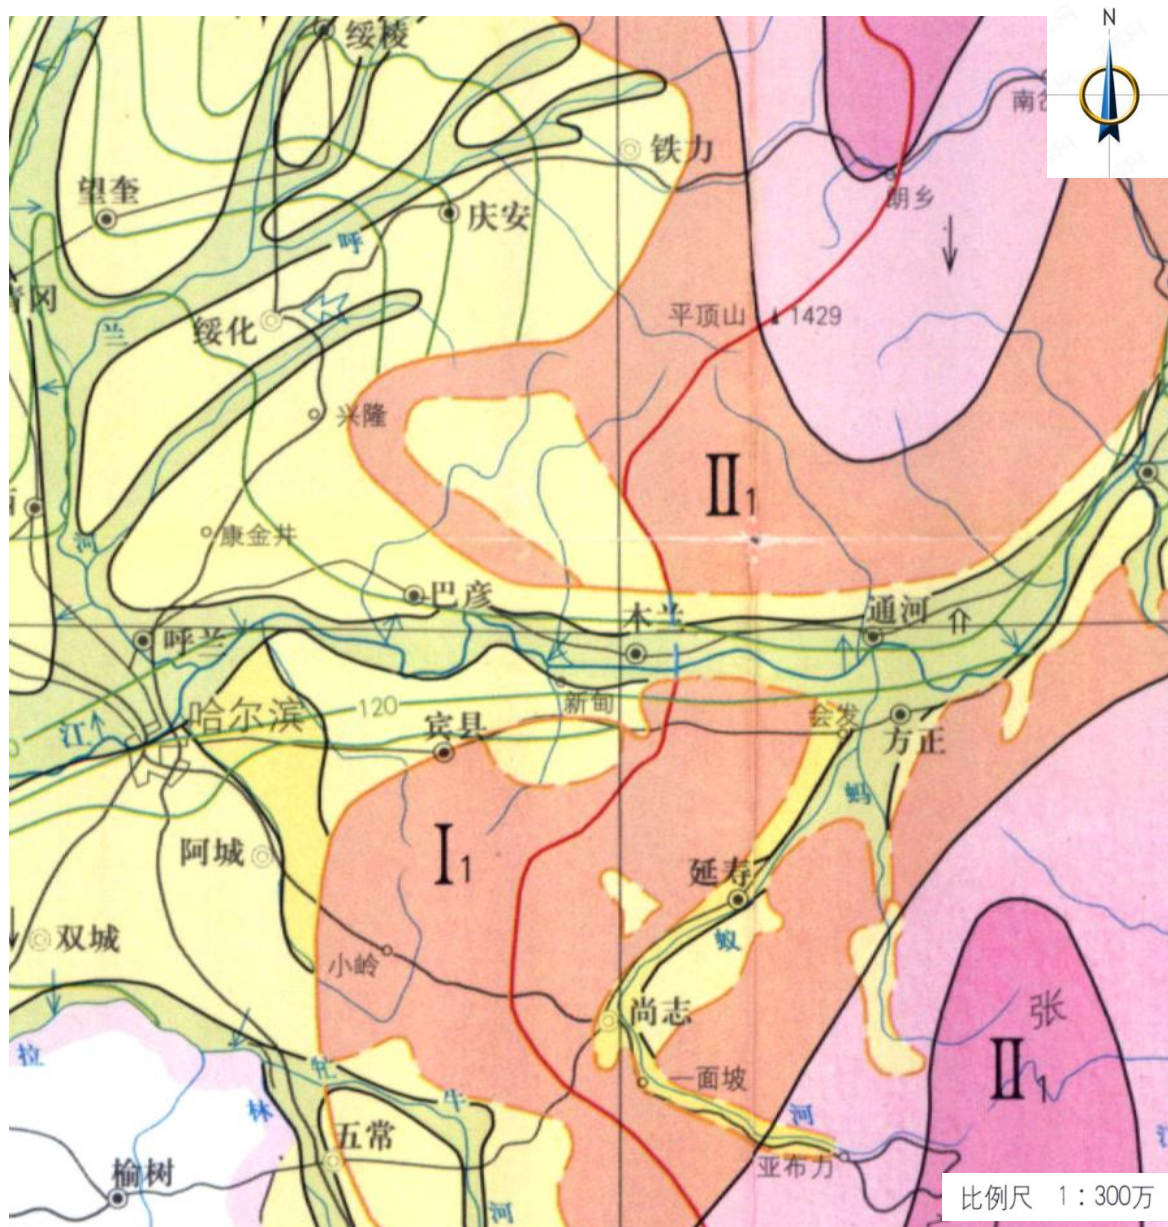 绥棱
N
南岔
铁力
望奎
庆安
朗乡
呼
冈
兰
绥化
平顶山
1429
兴隆
II1
河
康金井
巴彦
木兰
通河
呼兰
哈尔滨
120
新甸
会发
江
宾县
方正
蚂
I1
阿城
延寿
双城
蚁
小岭
尚志
张
拉
牤
一面坡
II1
林
牛
河
五常
榆树
亚布力
河
比例尺 1：300万